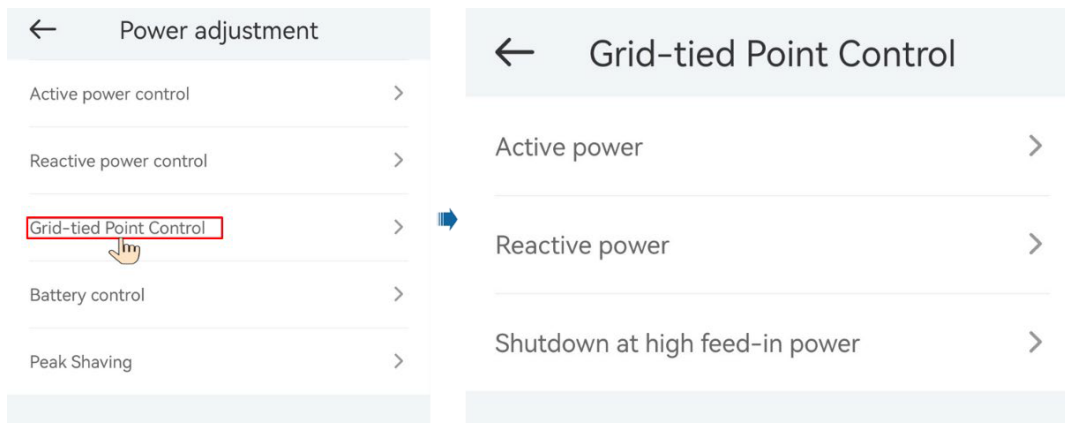 Power adjustment
Active power control
Reactive power control
Grid-tied Point Control
Battery control
Peak Shaving
Grid-tied Point Control
Active power
Reactive power
Shutdown at high feed-in power